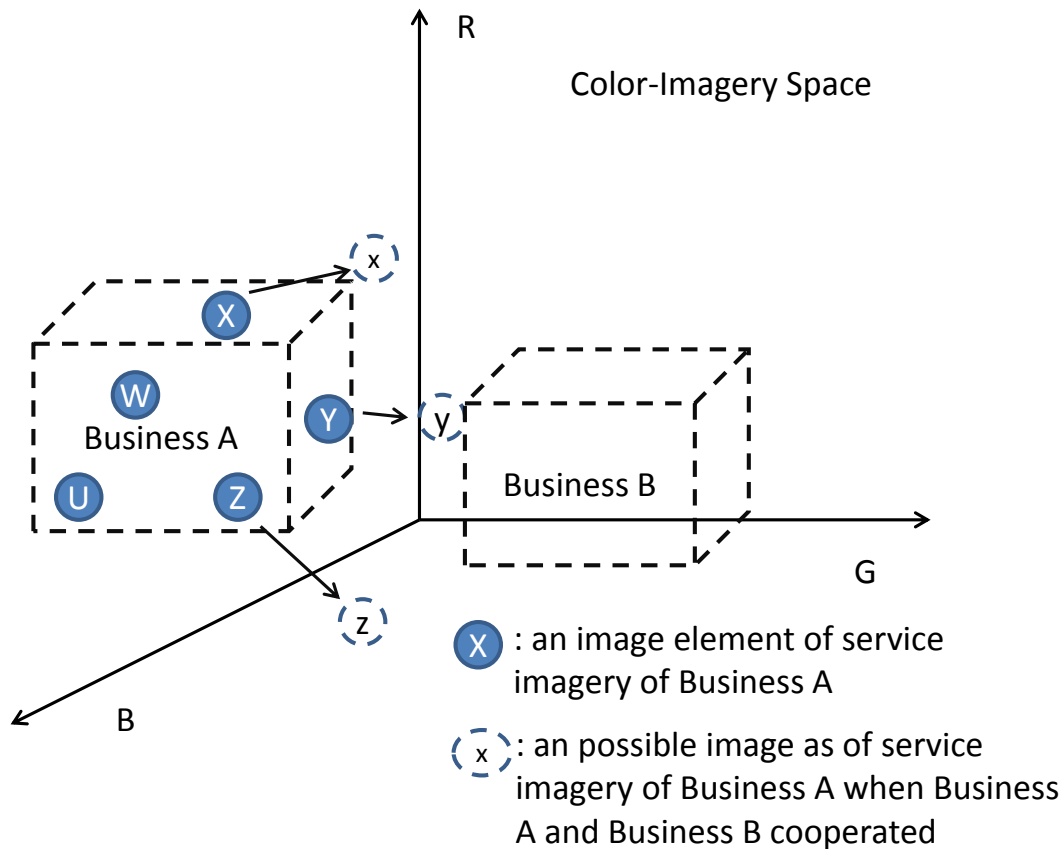 R
Color-Imagery Space
x
X
W
Y
y
Business A
Business B
U
Z
G
z
X : an image element of service
imagery of Business A
B
x : an possible image as of service
imagery of Business A when Business
A and Business B cooperated